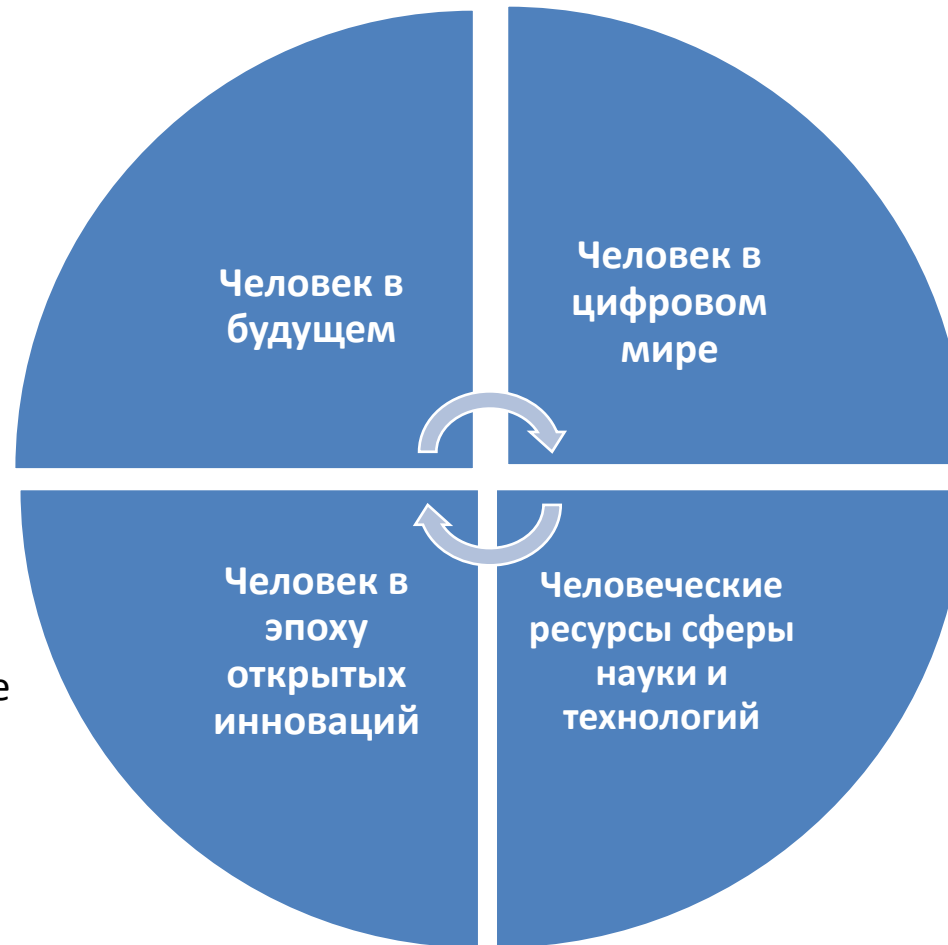 Человек в
будущем
Человек в
цифровом
мире
Человек в
эпоху
открытых
инноваций
Человеческие
ресурсы сферы
науки и
технологий
е